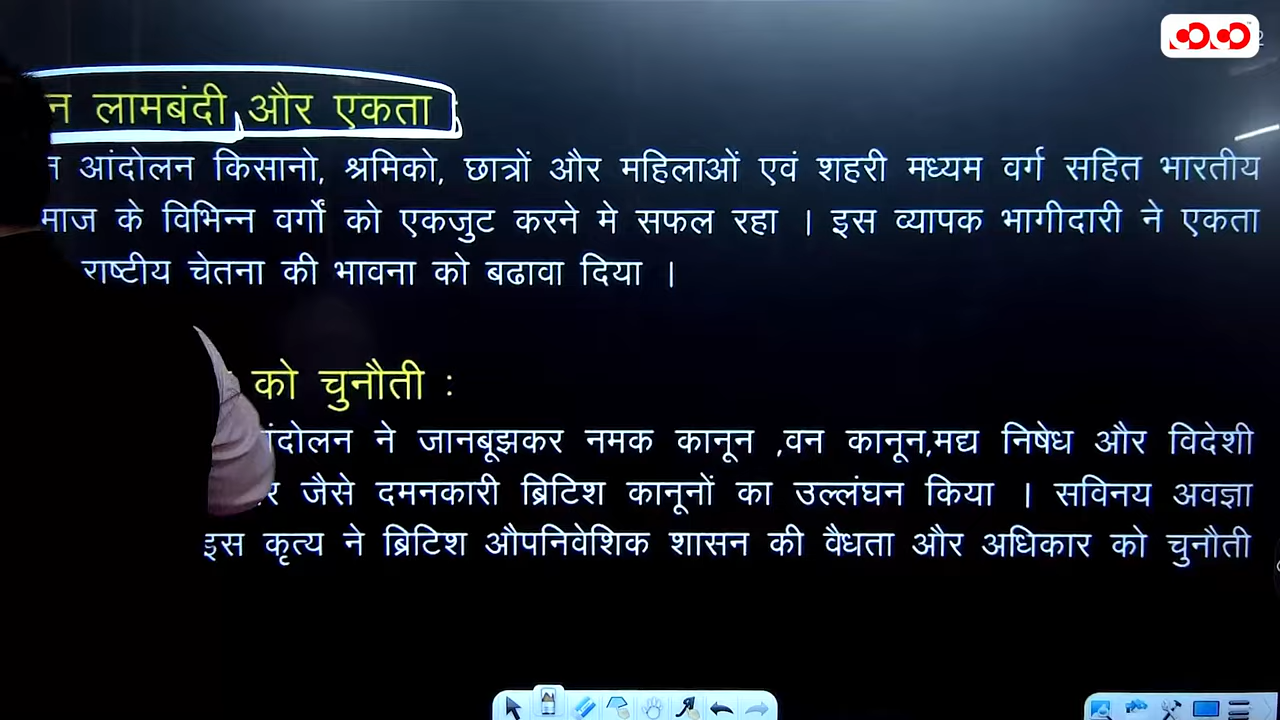 लामबंदी और एकता :
आंदोलन किसानो, श्रमिको, छात्रों और महिलाओं एवं शहरी मध्यम वर्ग सहित भारतीय
के विभिन्न वर्गों को एकजुट करने मे सफल रहा । इस व्यापक भागीदारी ने एकता
राष्टीय चेतना की भावना को बढावा दिया ।
को चुनौती :
ने जानबूझकर नमक कानून ,वन कानून,मद्य निषेध और विदेशी
जैसे दमनकारी ब्रिटिश कानूनों का उल्लंघन किया । सविनय अवज्ञा
इस कृत्य ने ब्रिटिश औपनिवेशिक शासन की वैधता और अधिकार को चुनौती